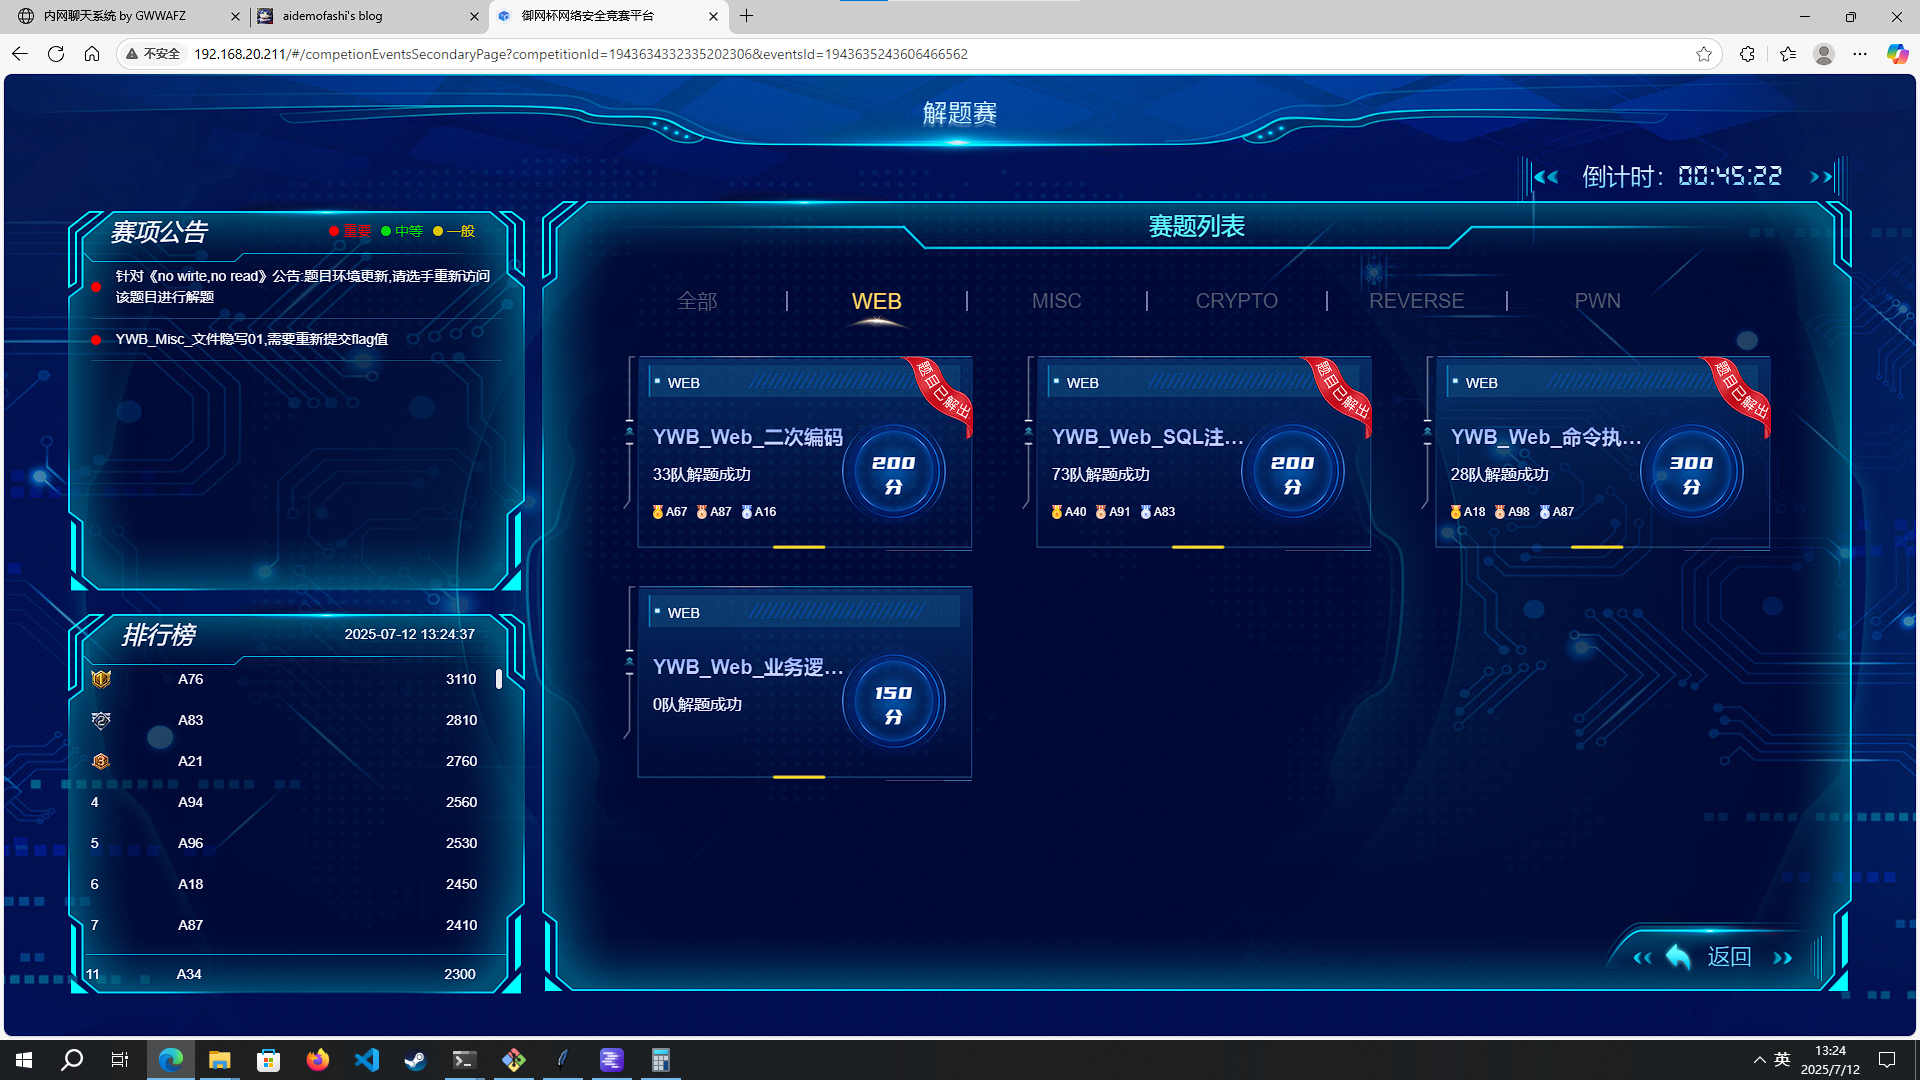 内网聊天系统 by GWWAFZ
aidemofashi's blog
御网杯网络安全竞赛平台
不安全
192.168.20.211/#/competionEventsSecondaryPage?competitionId=1943634332335202306&eventsId=1943635243606466562
解题赛
倒计时：00:45:22
赛项公告
重要 中等 一般
针对《no wirte,no read》公告:题目环境更新,请选手重新访问
该题目进行解题
YWB_Misc_文件隐写01,需要重新提交flag值
排行榜
2025-07-12 13:24:37
1 A76 3110
2 A83 2810
3 A21 2760
4 A94 2560
5 A96 2530
6 A18 2450
7 A87 2410
11 A34 2300
赛题列表
全部 | WEB | MISC | CRYPTO | REVERSE | PWN
WEB
题目已解出
YWB_Web_二次编码
33队解题成功
A67 A87 A16
200
分
WEB
题目已解出
YWB_Web_SQL注...
73队解题成功
A40 A91 A83
200
分
WEB
题目已解出
YWB_Web_命令执...
28队解题成功
A18 A98 A87
300
分
WEB
YWB_Web_业务逻...
0队解题成功
150
分
返回
英
13:24
2025/7/12